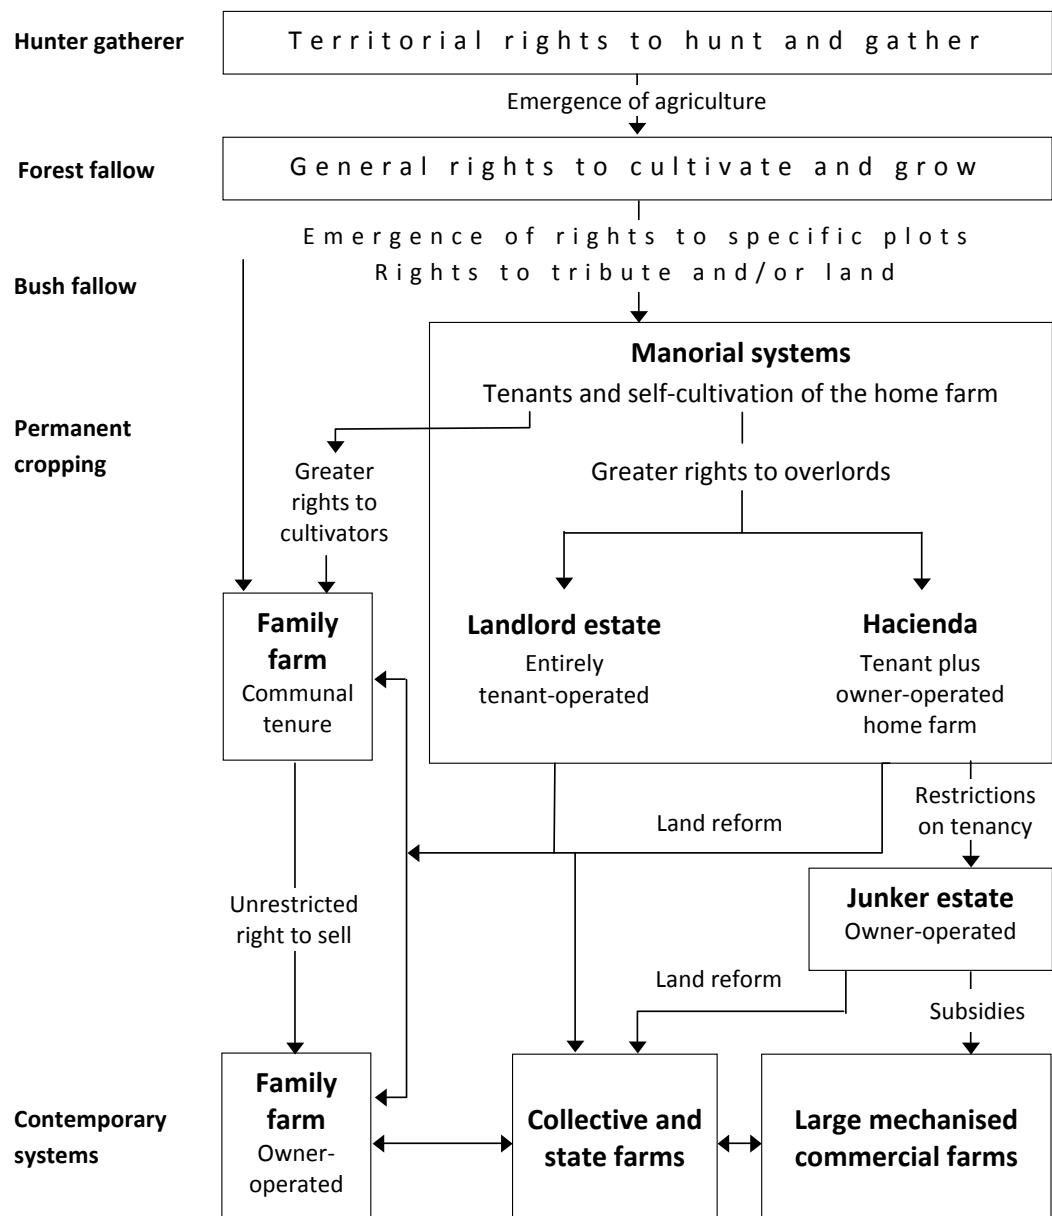 Hunter gatherer
Territorial rights to hunt and gather
Emergence of agriculture
Forest fallow
General rights to cultivate and grow
Emergence of rights to specific plots
Rights to tribute and/or land
Bush fallow
Manorial systems
Tenants and self-cultivation of the home farm
Permanent
cropping
Greater
rights to
cultivators
Greater rights to overlords
Family
farm
Communal
tenure
Landlord estate
Entirely
tenant-operated
Hacienda
Tenant plus
owner-operated
home farm
Land reform
Restrictions
on tenancy
Unrestricted
right to sell
Junker estate
Owner-operated
Land reform
Subsidies
Contemporary
systems
Family
farm
Owner-
operated
Collective and
state farms
Large mechanised
commercial farms